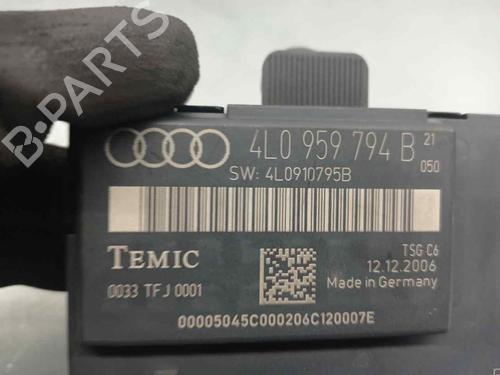 B-PARTS
4L0 959 794 B 21
050
SW: 4L0910795B
TEMIC
TSG C6
12.12.2006
0033 TFJ 0001
Made in Germany
00005045C000206C120007E